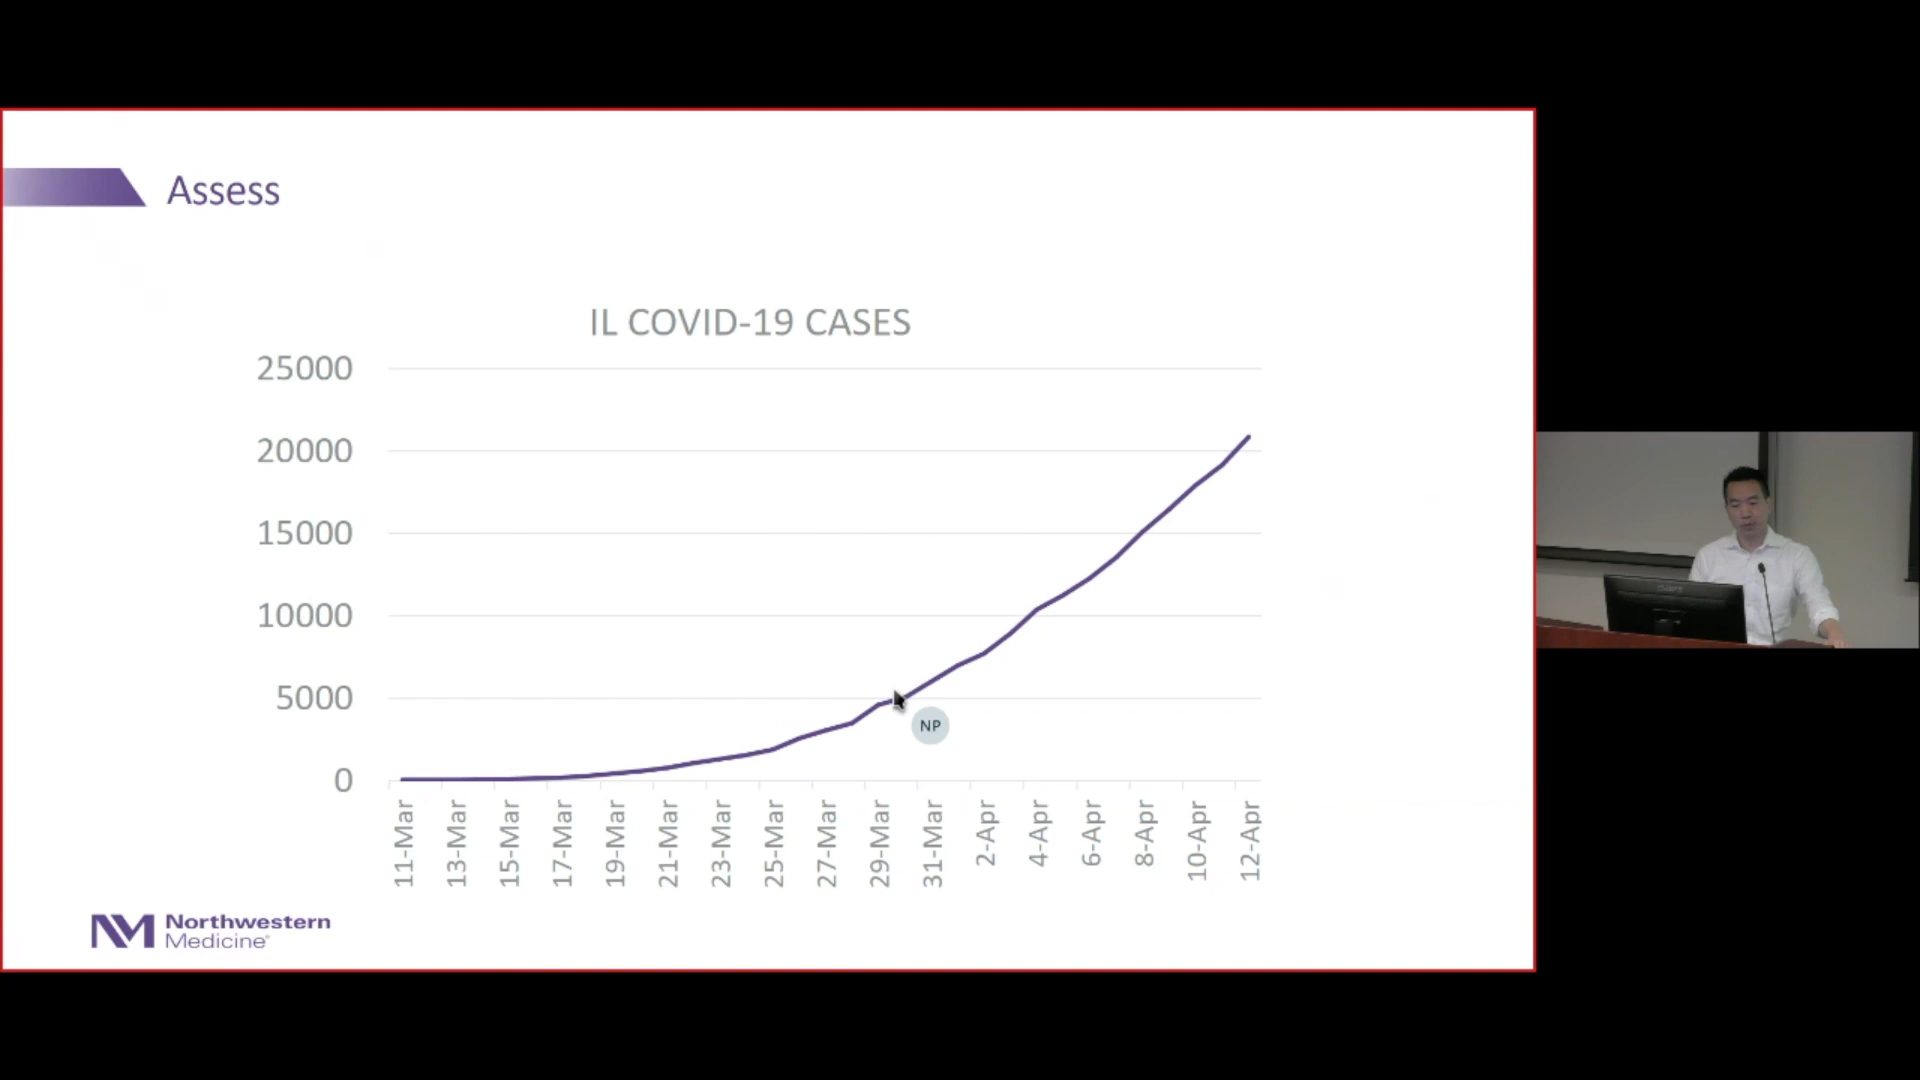 Assess
IL COVID-19 CASES
25000
20000
15000
10000
5000
0
NP
11-Mar
13-Mar
15-Mar
17-Mar
19-Mar
21-Mar
23-Mar
25-Mar
27-Mar
29-Mar
31-Mar
2-Apr
4-Apr
6-Apr
8-Apr
10-Apr
12-Apr
NM
Northwestern
Medicine